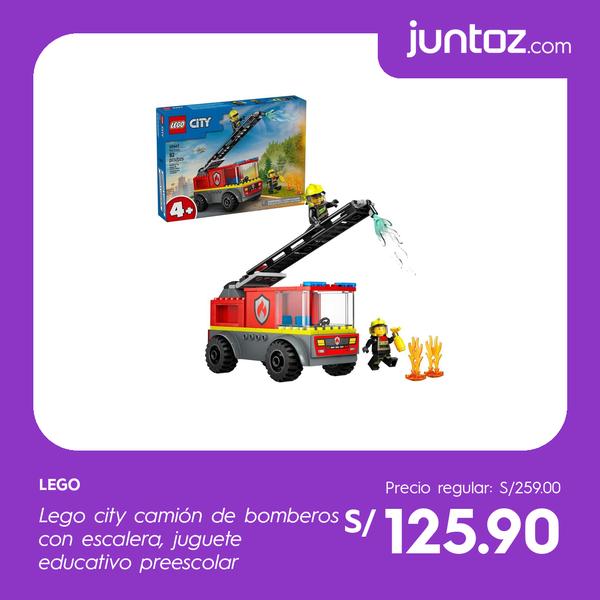 juntoz.com
LEGO CITY
92
4+
LEGO
Precio regular: S/259.00
Lego city camión de bomberos
con escalera, juguete
educativo preescolar
S/ 125.90